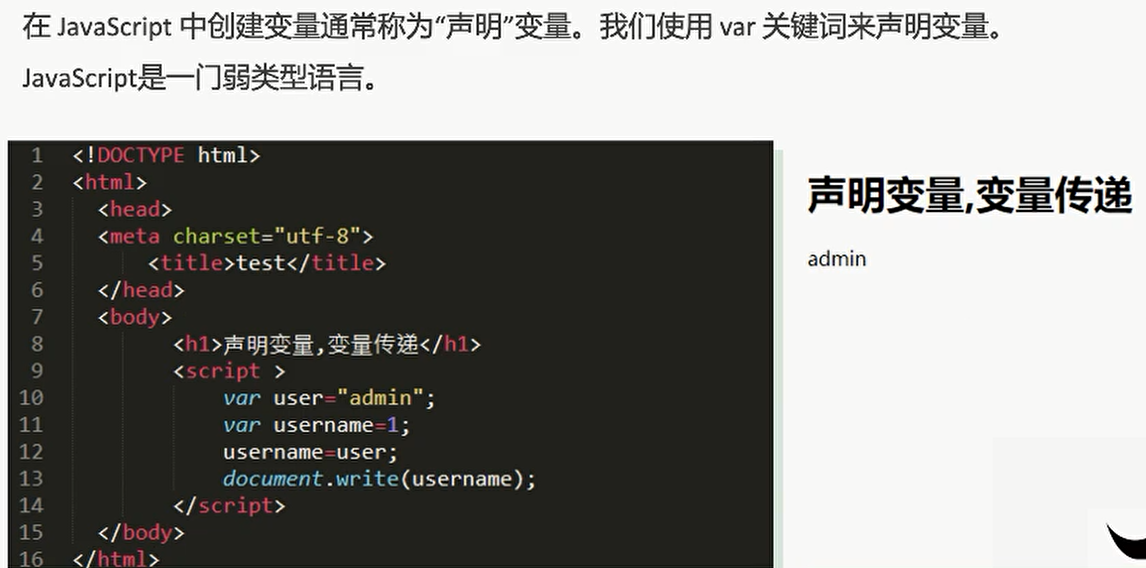 在 JavaScript 中创建变量通常称为“声明”变量。我们使用 var 关键词来声明变量。
JavaScript是一门弱类型语言。
1 <!DOCTYPE html>
2 <html>
3 <head>
4 <meta charset="utf-8">
5 <title>test</title>
6 </head>
7 <body>
8 <h1>声明变量,变量传递</h1>
9 <script >
10 var user="admin";
11 var username=1;
12 username=user;
13 document.write(username);
14 </script>
15 </body>
16 </html>
声明变量,变量传递
admin